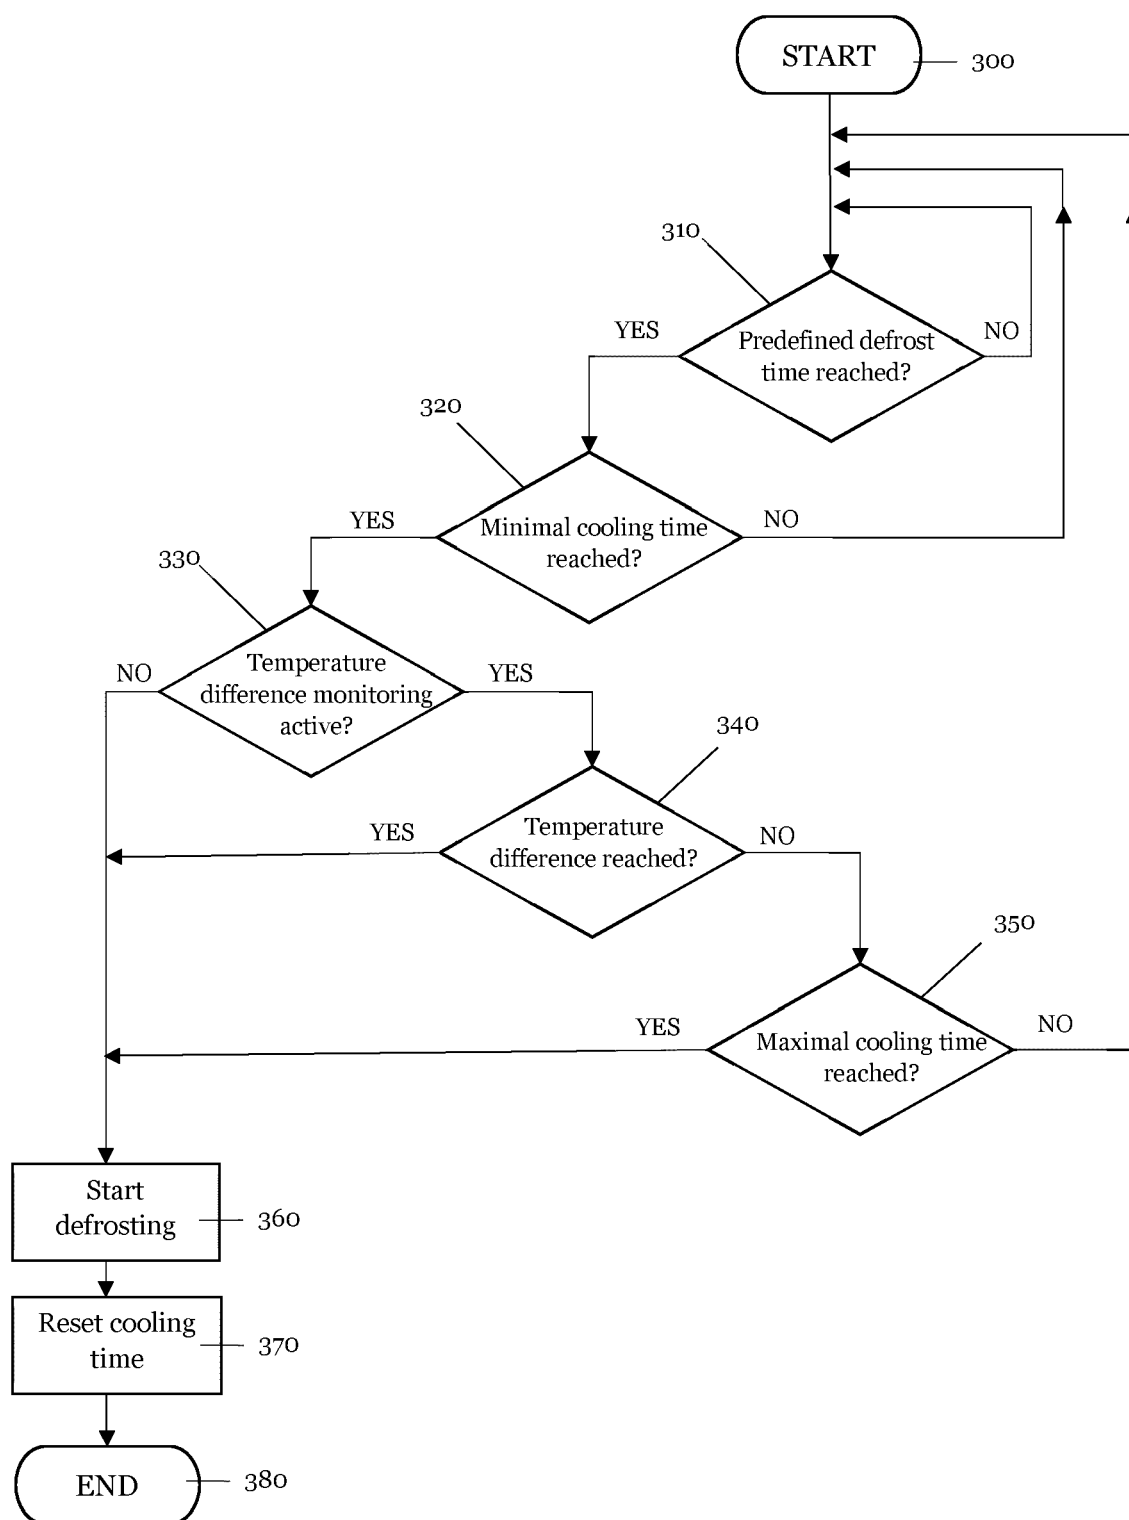 START
300
310
YES
Predefined defrost
time reached?
NO
320
YES
Minimal cooling time
reached?
NO
330
NO
Temperature
difference monitoring
active?
YES
340
YES
Temperature
difference reached?
NO
350
YES
Maximal cooling time
reached?
NO
Start
defrosting
360
Reset cooling
time
370
END
380